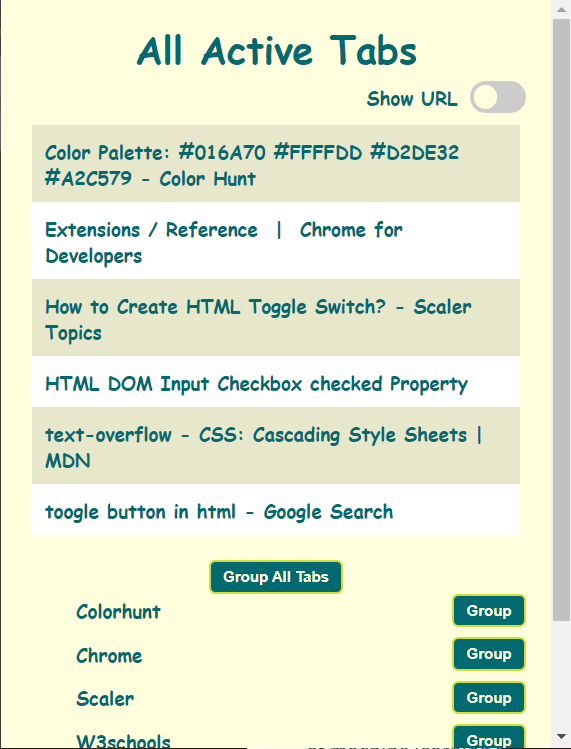 All Active Tabs
Show URL
Color Palette: #016A70 #FFFFDD #D2DE32
#A2C579 - Color Hunt
Extensions / Reference | Chrome for
Developers
How to Create HTML Toggle Switch? - Scaler
Topics
HTML DOM Input Checkbox checked Property
text-overflow - CSS: Cascading Style Sheets |
MDN
toogle button in html - Google Search
Group All Tabs
Colorhunt Group
Chrome Group
Scaler Group
W3schools Group